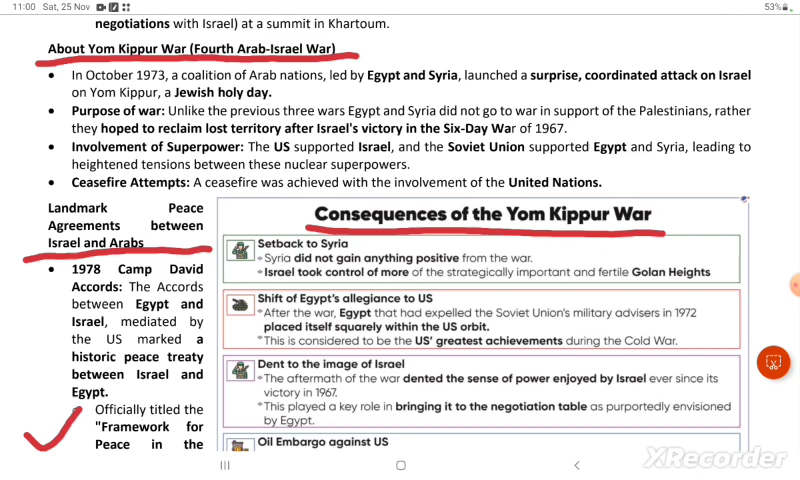 11:00 Sat, 25 Nov
53%
negotiations with Israel) at a summit in Khartoum.
About Yom Kippur War (Fourth Arab-Israel War)
• In October 1973, a coalition of Arab nations, led by Egypt and Syria, launched a surprise, coordinated attack on Israel
on Yom Kippur, a Jewish holy day.
• Purpose of war: Unlike the previous three wars Egypt and Syria did not go to war in support of the Palestinians, rather
they hoped to reclaim lost territory after Israel's victory in the Six-Day War of 1967.
• Involvement of Superpower: The US supported Israel, and the Soviet Union supported Egypt and Syria, leading to
heightened tensions between these nuclear superpowers.
• Ceasefire Attempts: A ceasefire was achieved with the involvement of the United Nations.
Landmark Peace
Agreements between
Israel and Arabs
• 1978 Camp David
Accords: The Accords
between Egypt and
Israel, mediated by
the US marked a
historic peace treaty
between Israel and
Egypt.
Officially titled the
"Framework for
Peace in the
Consequences of the Yom Kippur War
Setback to Syria
Syria did not gain anything positive from the war.
Israel took control of more of the strategically important and fertile Golan Heights
Shift of Egypt's allegiance to US
After the war, Egypt that had expelled the Soviet Union's military advisers in 1972
placed itself squarely within the US orbit.
This is considered to be the US' greatest achievements during the Cold War.
Dent to the image of Israel
The aftermath of the war dented the sense of power enjoyed by Israel ever since its
victory in 1967.
This played a key role in bringing it to the negotiation table as purportedly envisioned
by Egypt.
Oil Embargo against US
XRecorder